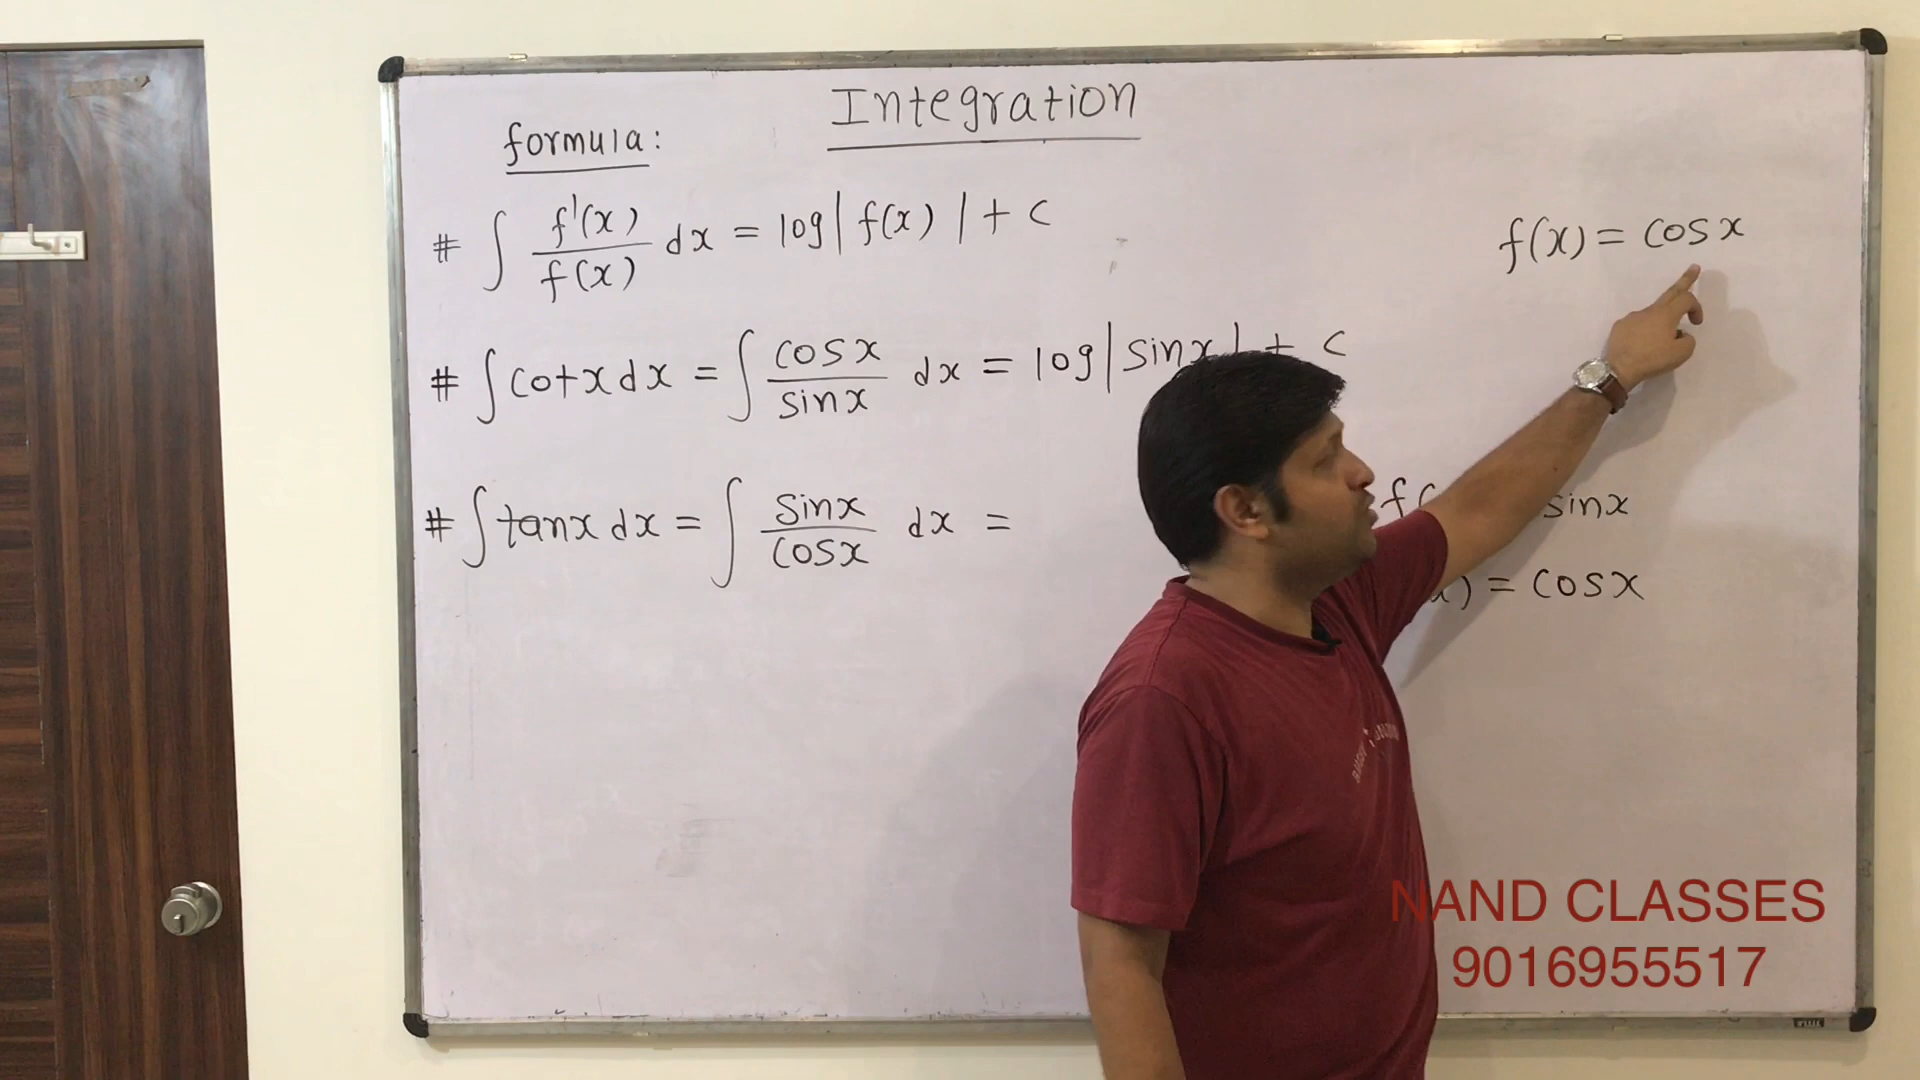 Integration
formula:
# ∫ f'(x)/f(x) dx = log|f(x)| + c
f(x) = cosx
# ∫cotx dx = ∫ cosx/sinx dx = log|sinx| + c
# ∫tanx dx = ∫ sinx/cosx dx =
f( sinx
) = cosx
NAND CLASSES
9016955517